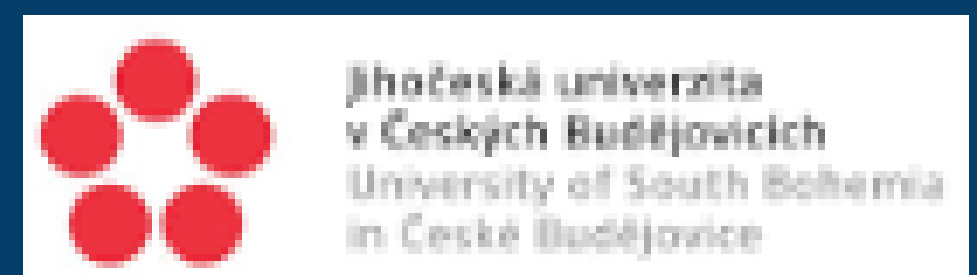 Jihočeská univerzita
v Českých Budějovicích
University of South Bohemia
in České Budějovice